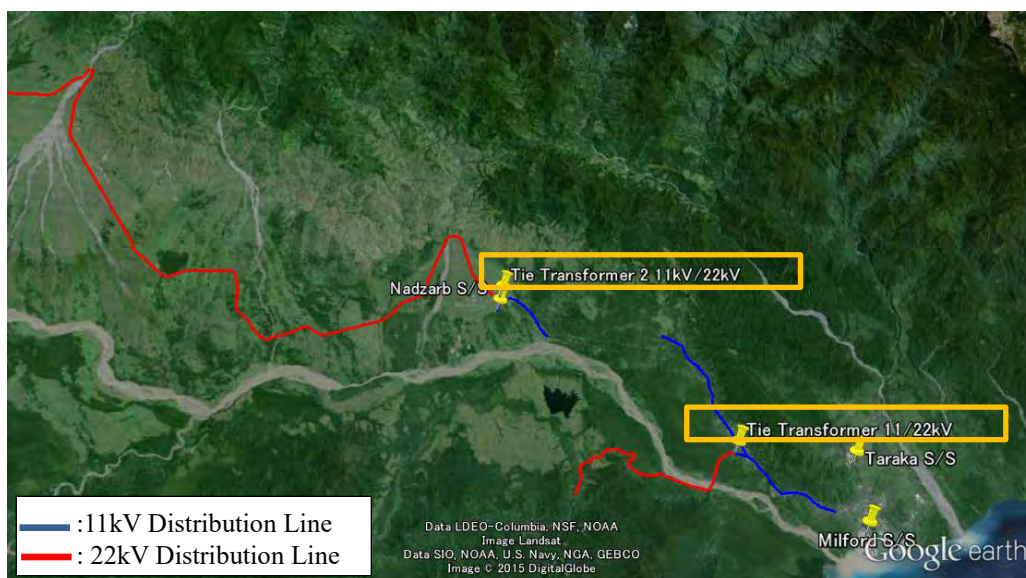 Tie Transformer 2 11kV/22kV
Nadzarb S/S
Tie Transformer 11/22kV
Taraka S/S
Milford S/S
:11kV Distribution Line
: 22kV Distribution Line
Data LDEO-Columbia, NSF, NOAA
Image Landsat
Data SIO, NOAA, U.S. Navy, NGA, GEBCO
Image © 2015 DigitalGlobe
Google earth